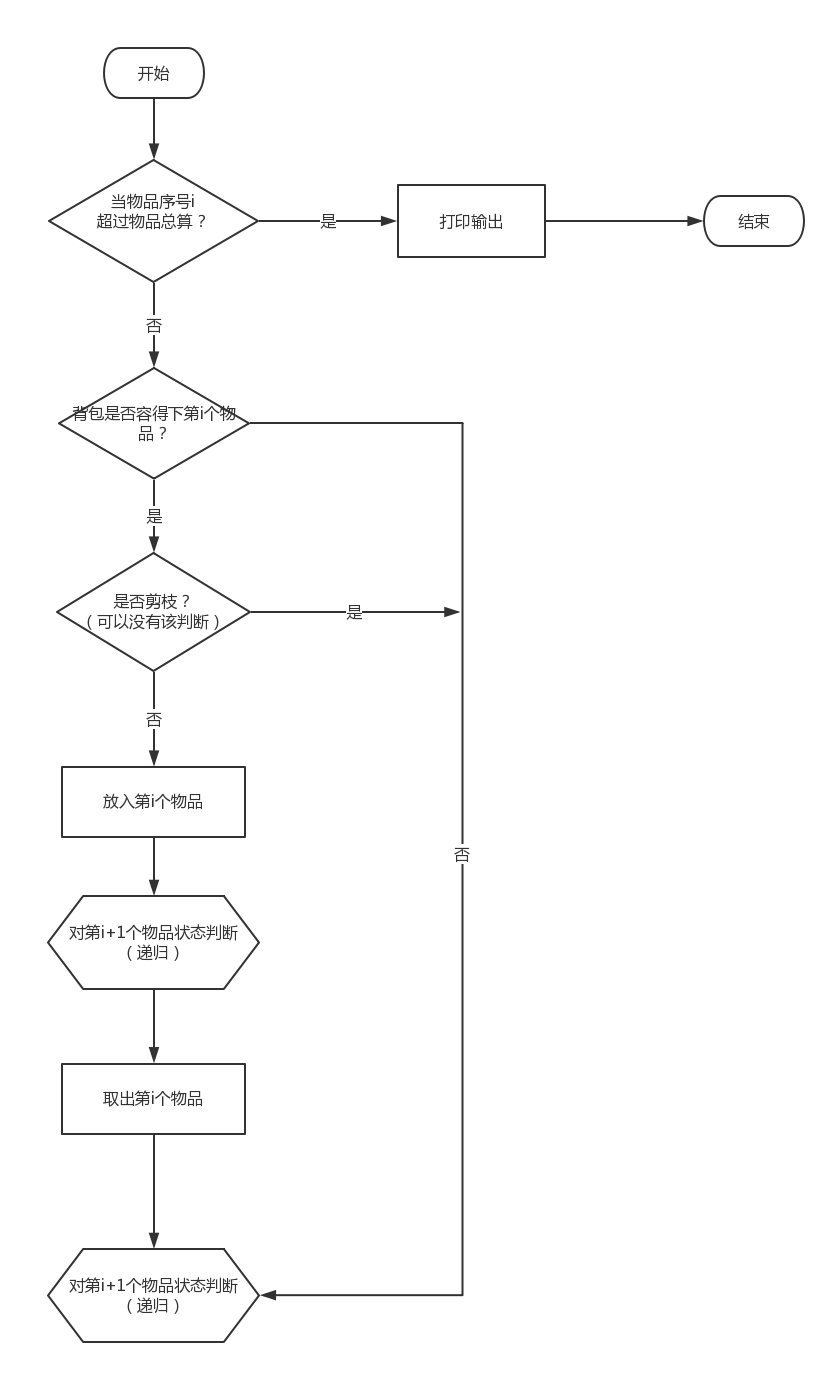 开始
当物品序号i
超过物品总算？
是
打印输出
结束
否
背包是否容得下第i个物
品？
是
是否剪枝？
（可以没有该判断）
是
否
放入第i个物品
否
对第i+1个物品状态判断
（递归）
取出第i个物品
对第i+1个物品状态判断
（递归）